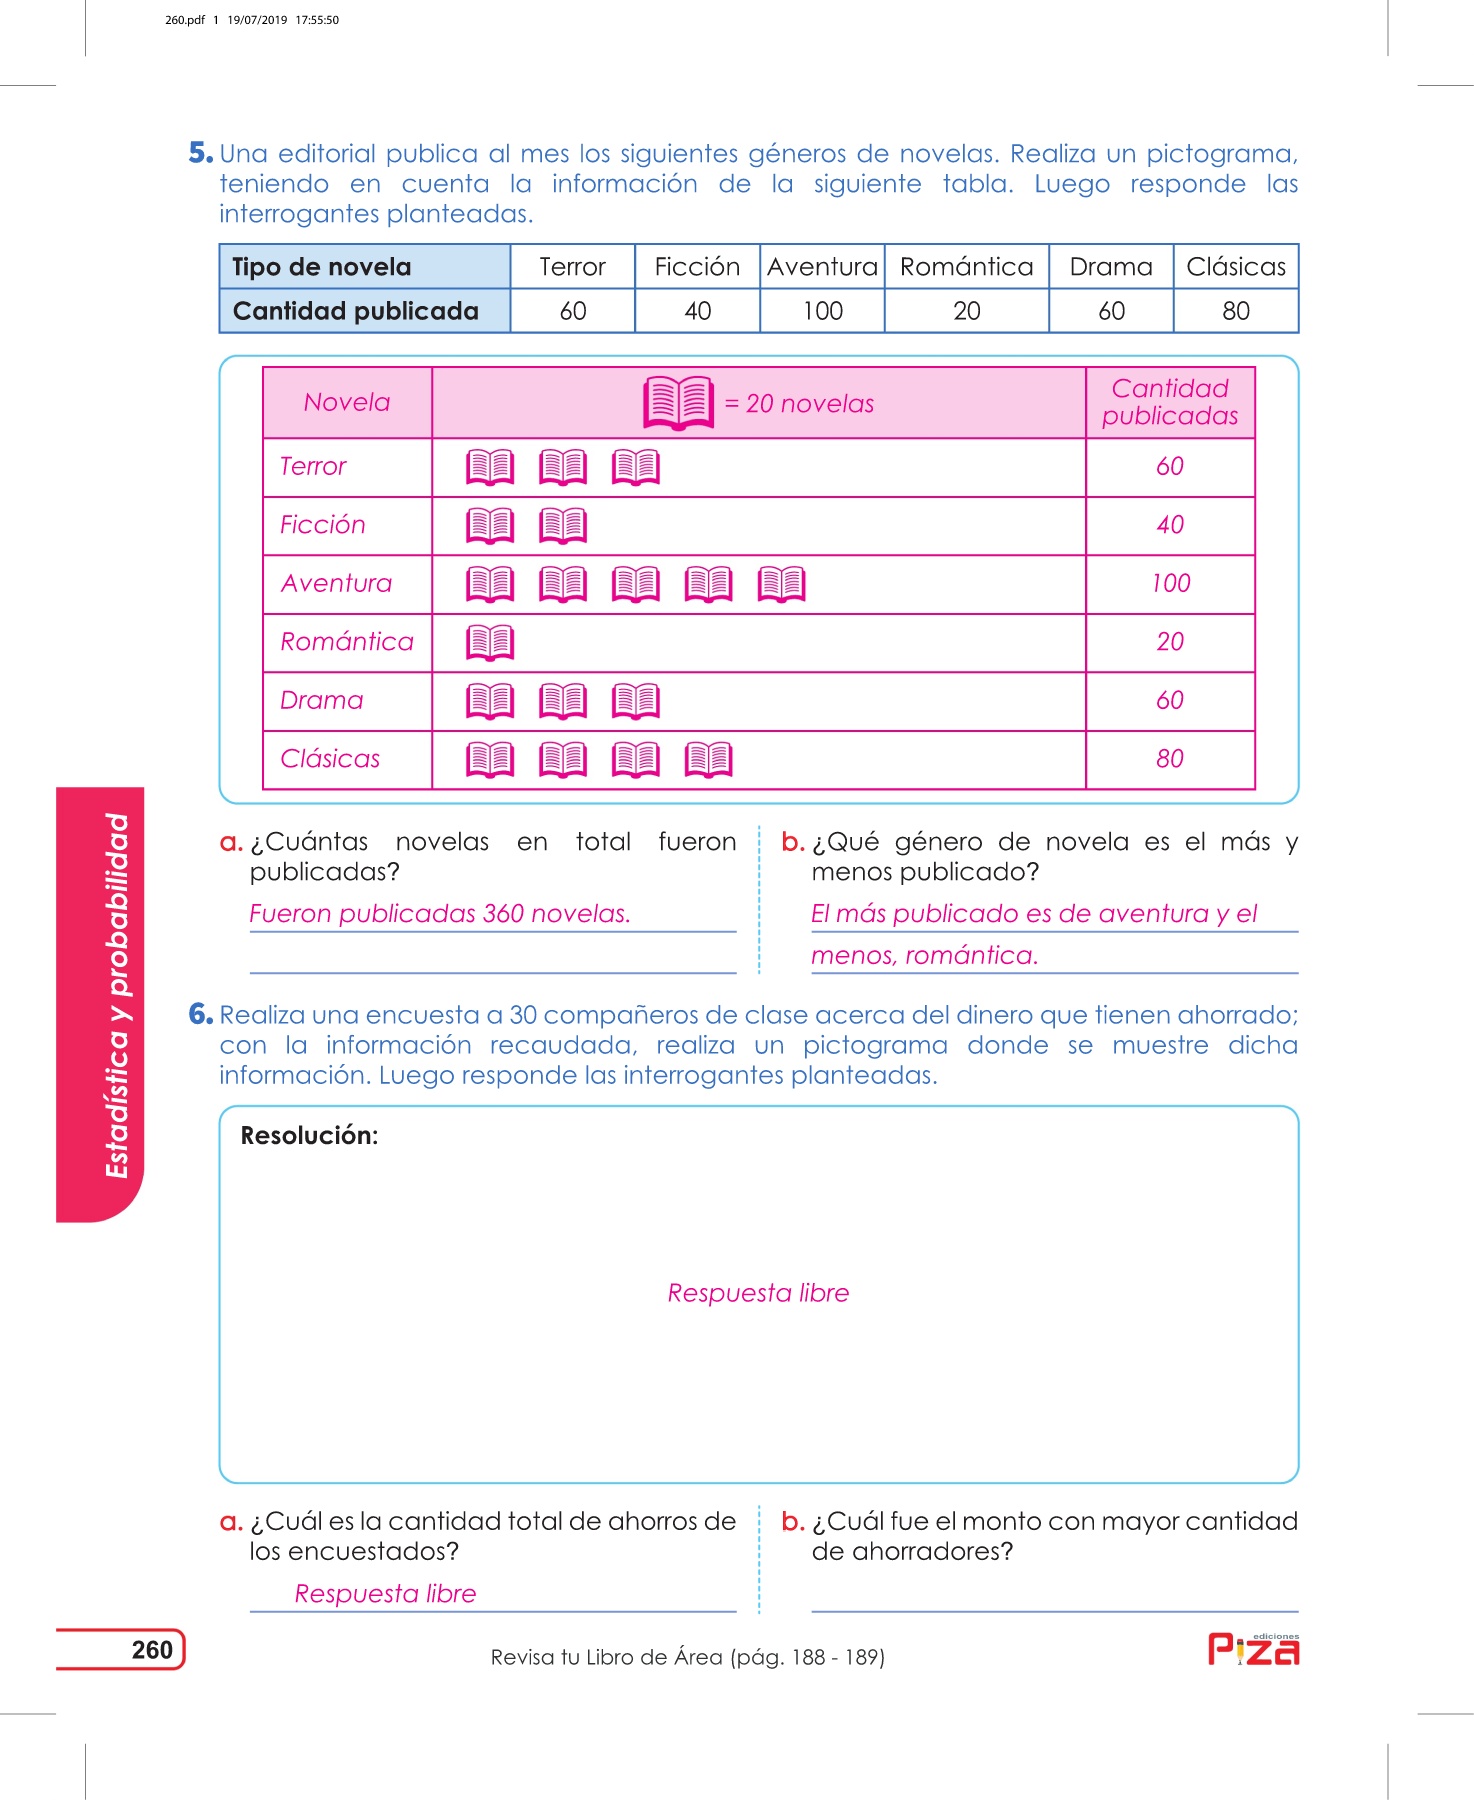 260.pdf 1 19/07/2019 17:55:50
5. Una editorial publica al mes los siguientes géneros de novelas. Realiza un pictograma,
teniendo en cuenta la información de la siguiente tabla. Luego responde las
interrogantes planteadas.
Tipo de novela Terror Ficción Aventura Romántica Drama Clásicas
Cantidad publicada 60 40 100 20 60 80
Novela = 20 novelas Cantidad
publicadas
Terror 60
Ficción 40
Aventura 100
Romántica 20
Drama 60
Clásicas 80
a. ¿Cuántas novelas en total fueron
publicadas?
Fueron publicadas 360 novelas.
b. ¿Qué género de novela es el más y
menos publicado?
El más publicado es de aventura y el
menos, romántica.
6. Realiza una encuesta a 30 compañeros de clase acerca del dinero que tienen ahorrado;
con la información recaudada, realiza un pictograma donde se muestre dicha
información. Luego responde las interrogantes planteadas.
Resolución:
Respuesta libre
a. ¿Cuál es la cantidad total de ahorros de
los encuestados?
Respuesta libre
b. ¿Cuál fue el monto con mayor cantidad
de ahorradores?
Estadística y probabilidad
260
Revisa tu Libro de Área (pág. 188 - 189)
ediciones
Piza